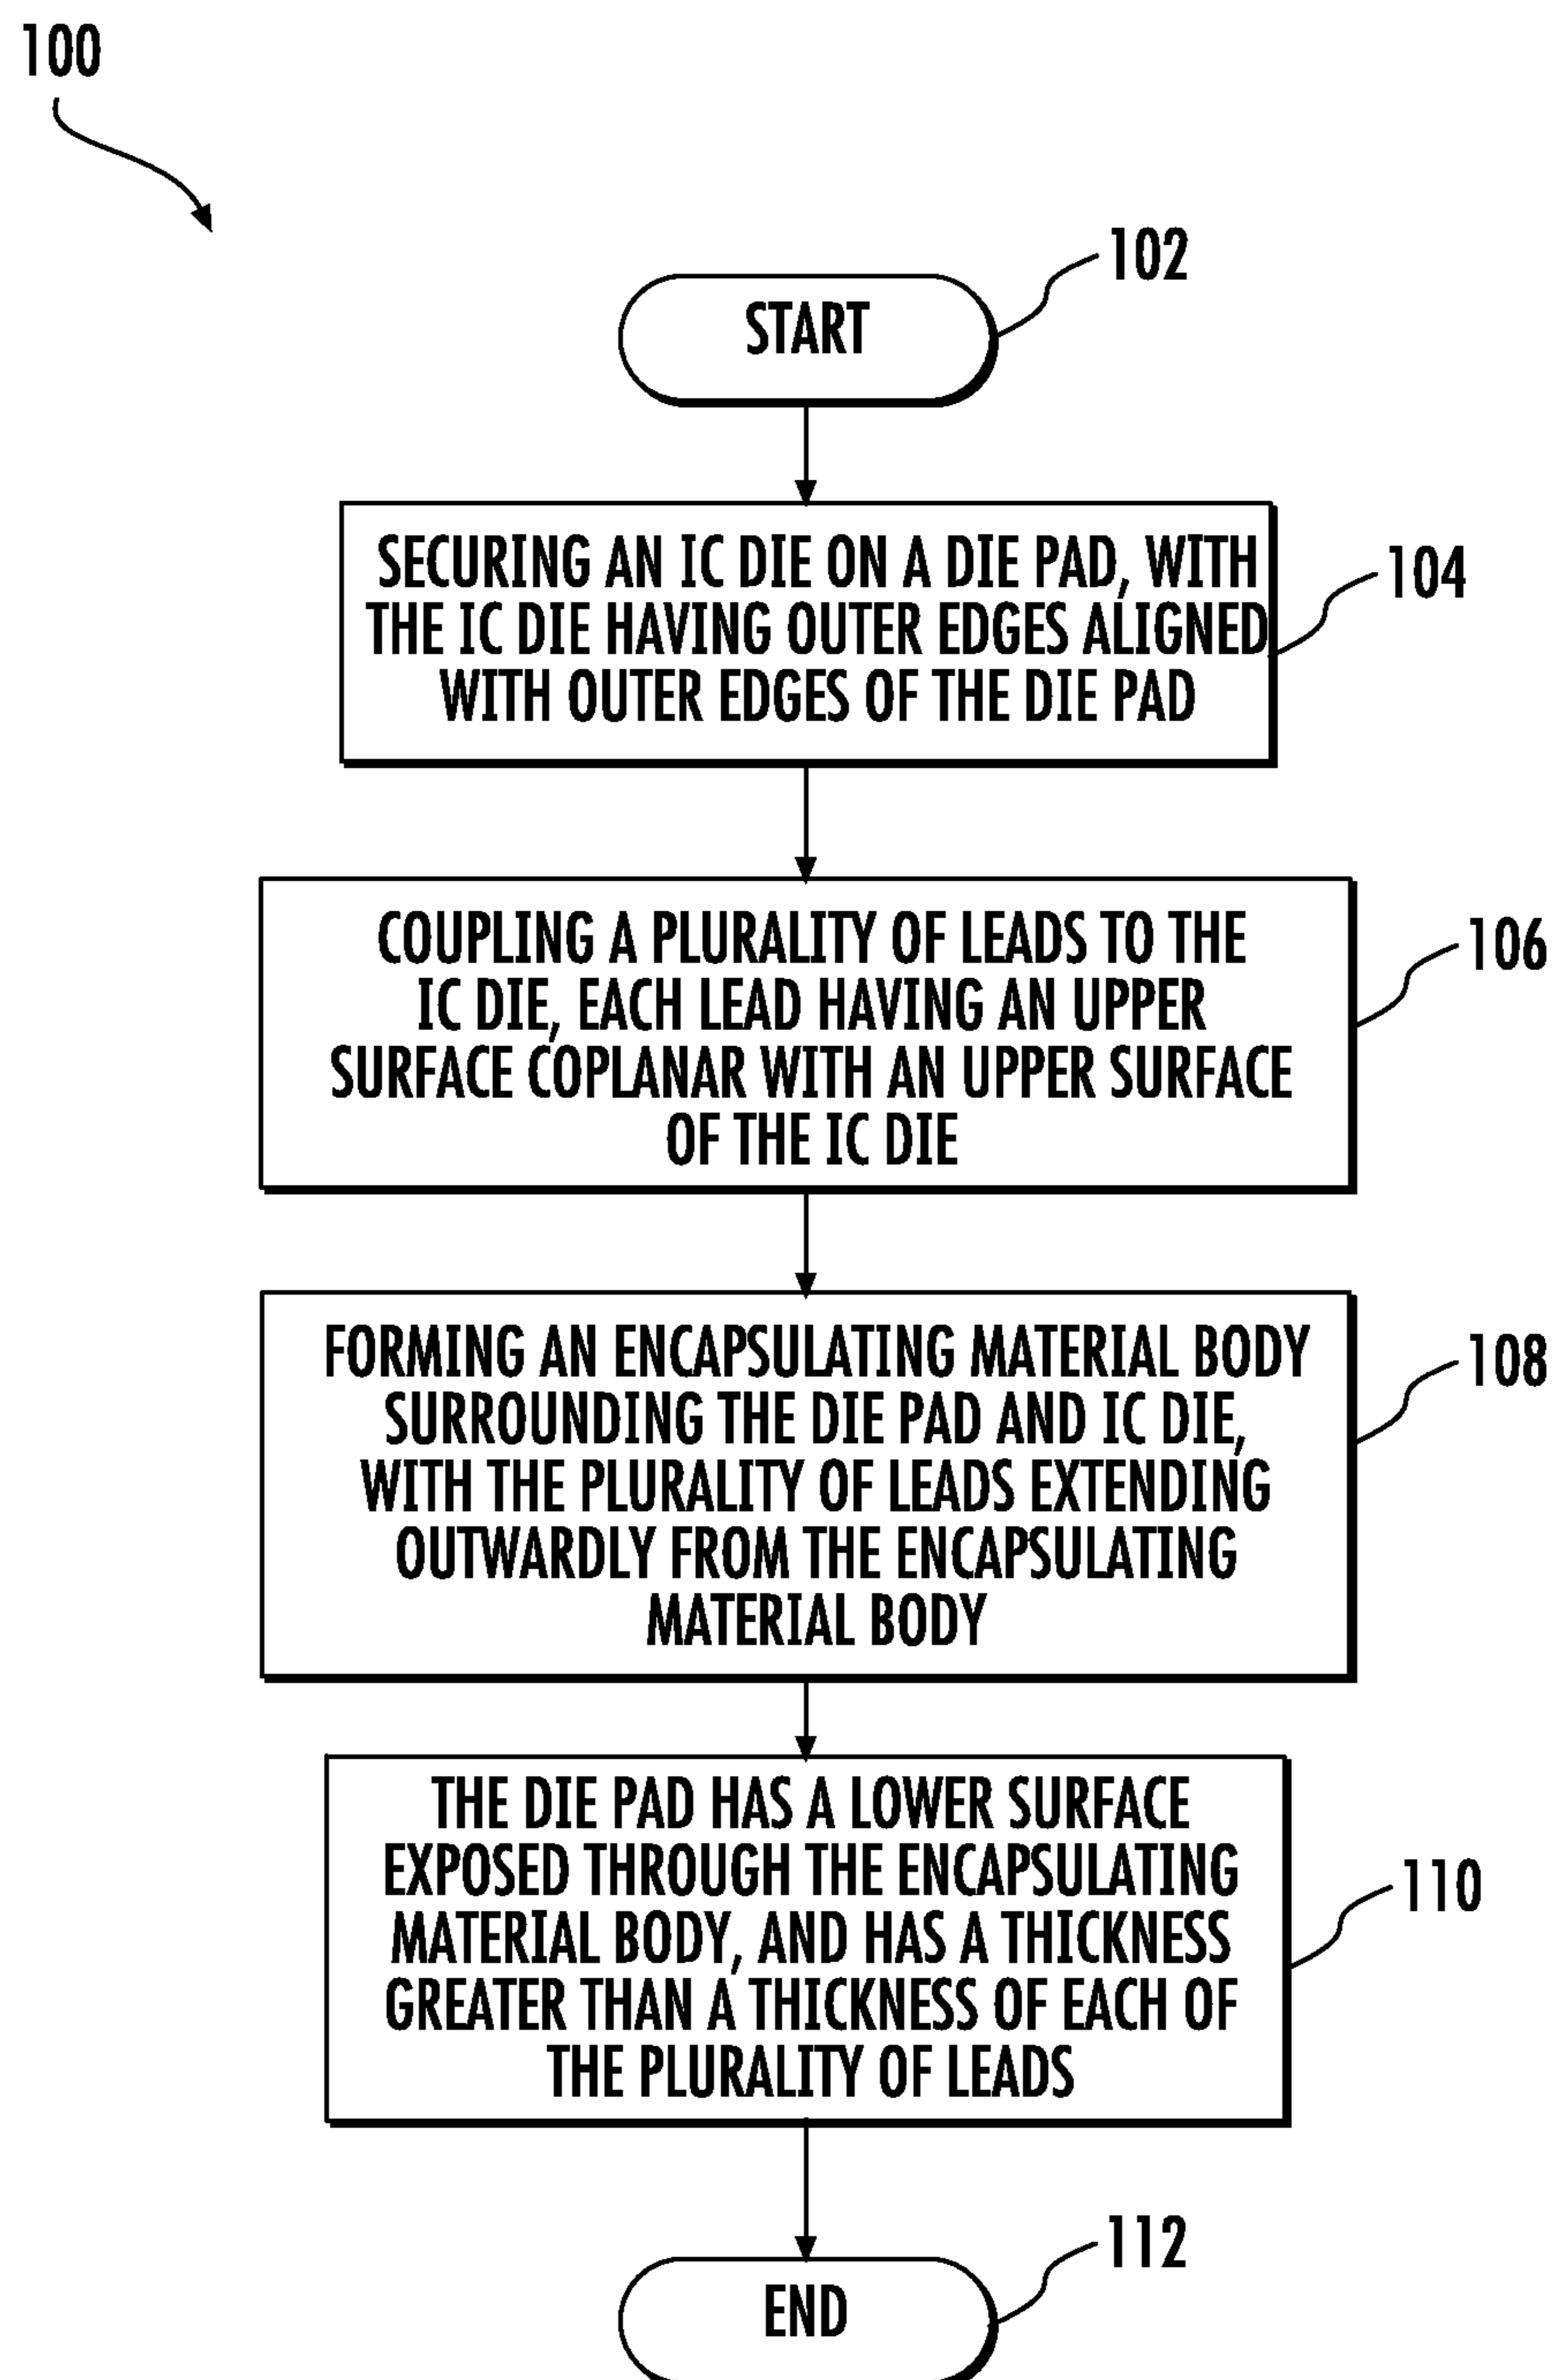 100
102
START
SECURING AN IC DIE ON A DIE PAD, WITH
THE IC DIE HAVING OUTER EDGES ALIGNED
WITH OUTER EDGES OF THE DIE PAD
104
COUPLING A PLURALITY OF LEADS TO THE
IC DIE, EACH LEAD HAVING AN UPPER
SURFACE COPLANAR WITH AN UPPER SURFACE
OF THE IC DIE
106
FORMING AN ENCAPSULATING MATERIAL BODY
SURROUNDING THE DIE PAD AND IC DIE,
WITH THE PLURALITY OF LEADS EXTENDING
OUTWARDLY FROM THE ENCAPSULATING
MATERIAL BODY
108
THE DIE PAD HAS A LOWER SURFACE
EXPOSED THROUGH THE ENCAPSULATING
MATERIAL BODY, AND HAS A THICKNESS
GREATER THAN A THICKNESS OF EACH OF
THE PLURALITY OF LEADS
110
112
END